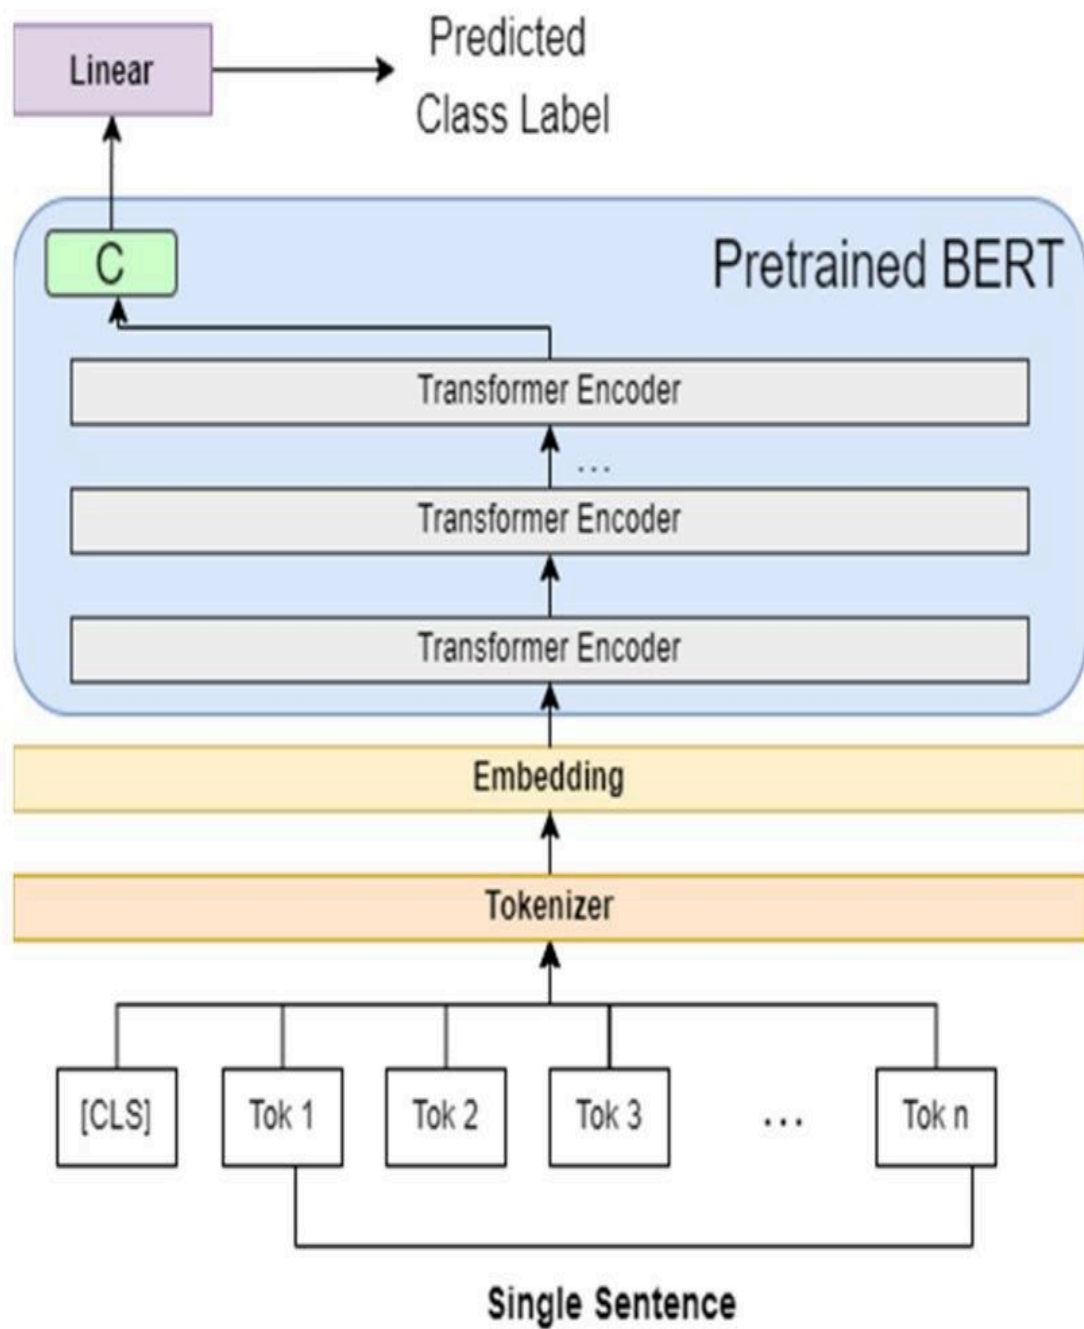 Linear
Predicted
Class Label
C
Pretrained BERT
Transformer Encoder
...
Transformer Encoder
Transformer Encoder
Embedding
Tokenizer
[CLS] Tok 1 Tok 2 Tok 3 ... Tok n
Single Sentence